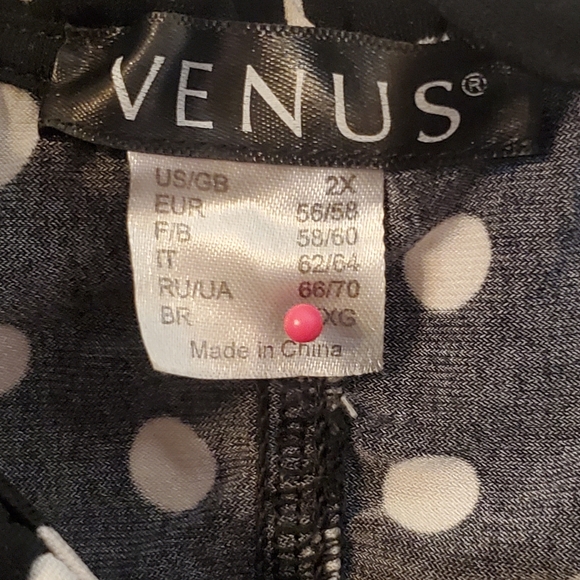 VENUS®
US/GB 2X
EUR 56/58
F/B 58/60
IT 62/64
RU/UA 66/70
BR XG
Made in China